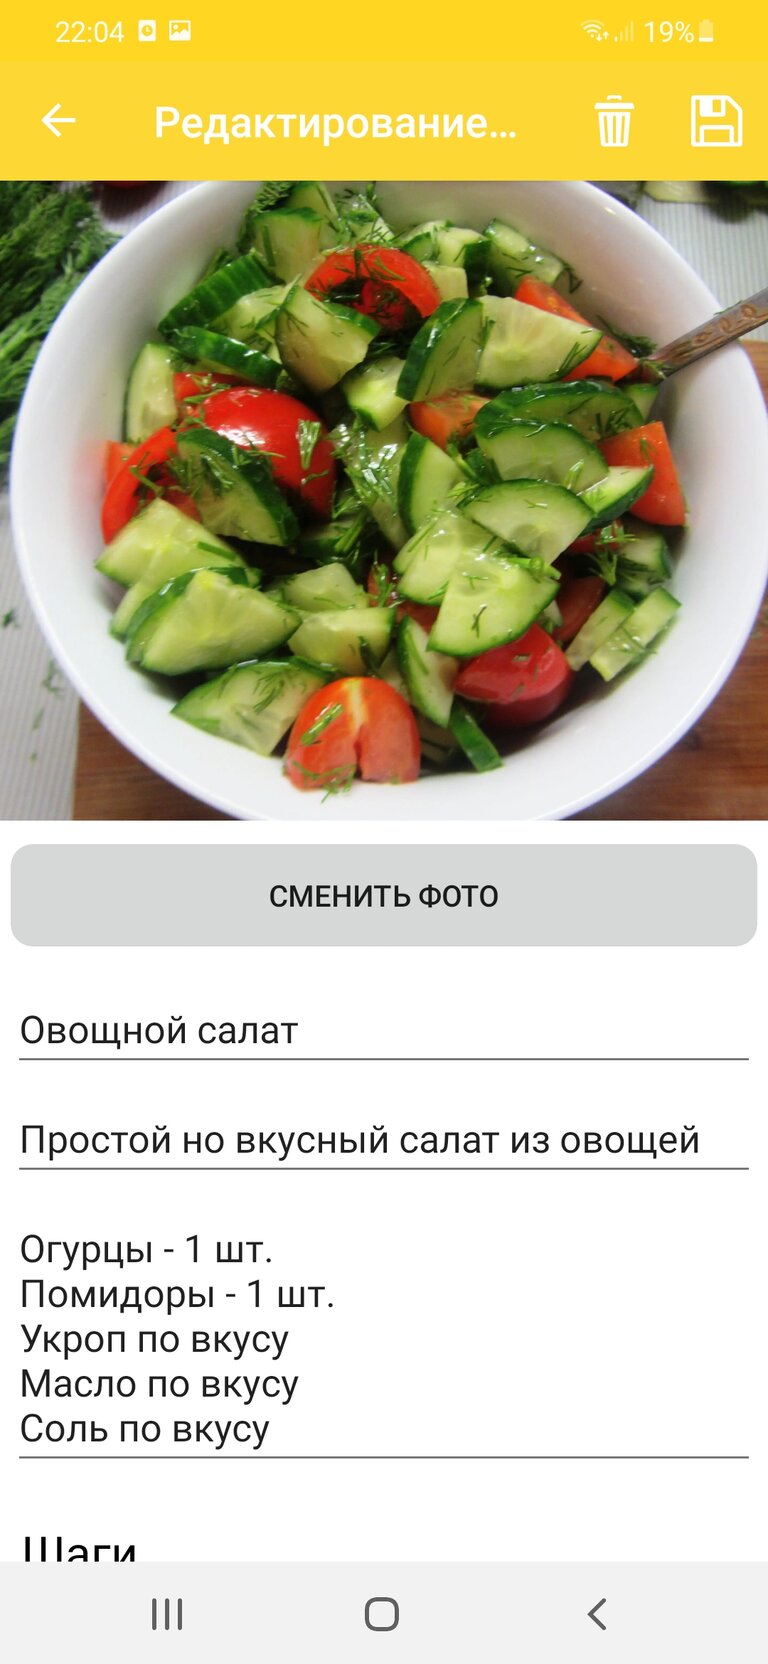 22:04
19%
Редактирование...
СМЕНИТЬ ФОТО
Овощной салат
Простой но вкусный салат из овощей
Огурцы - 1 шт.
Помидоры - 1 шт.
Укроп по вкусу
Масло по вкусу
Соль по вкусу
Шаги